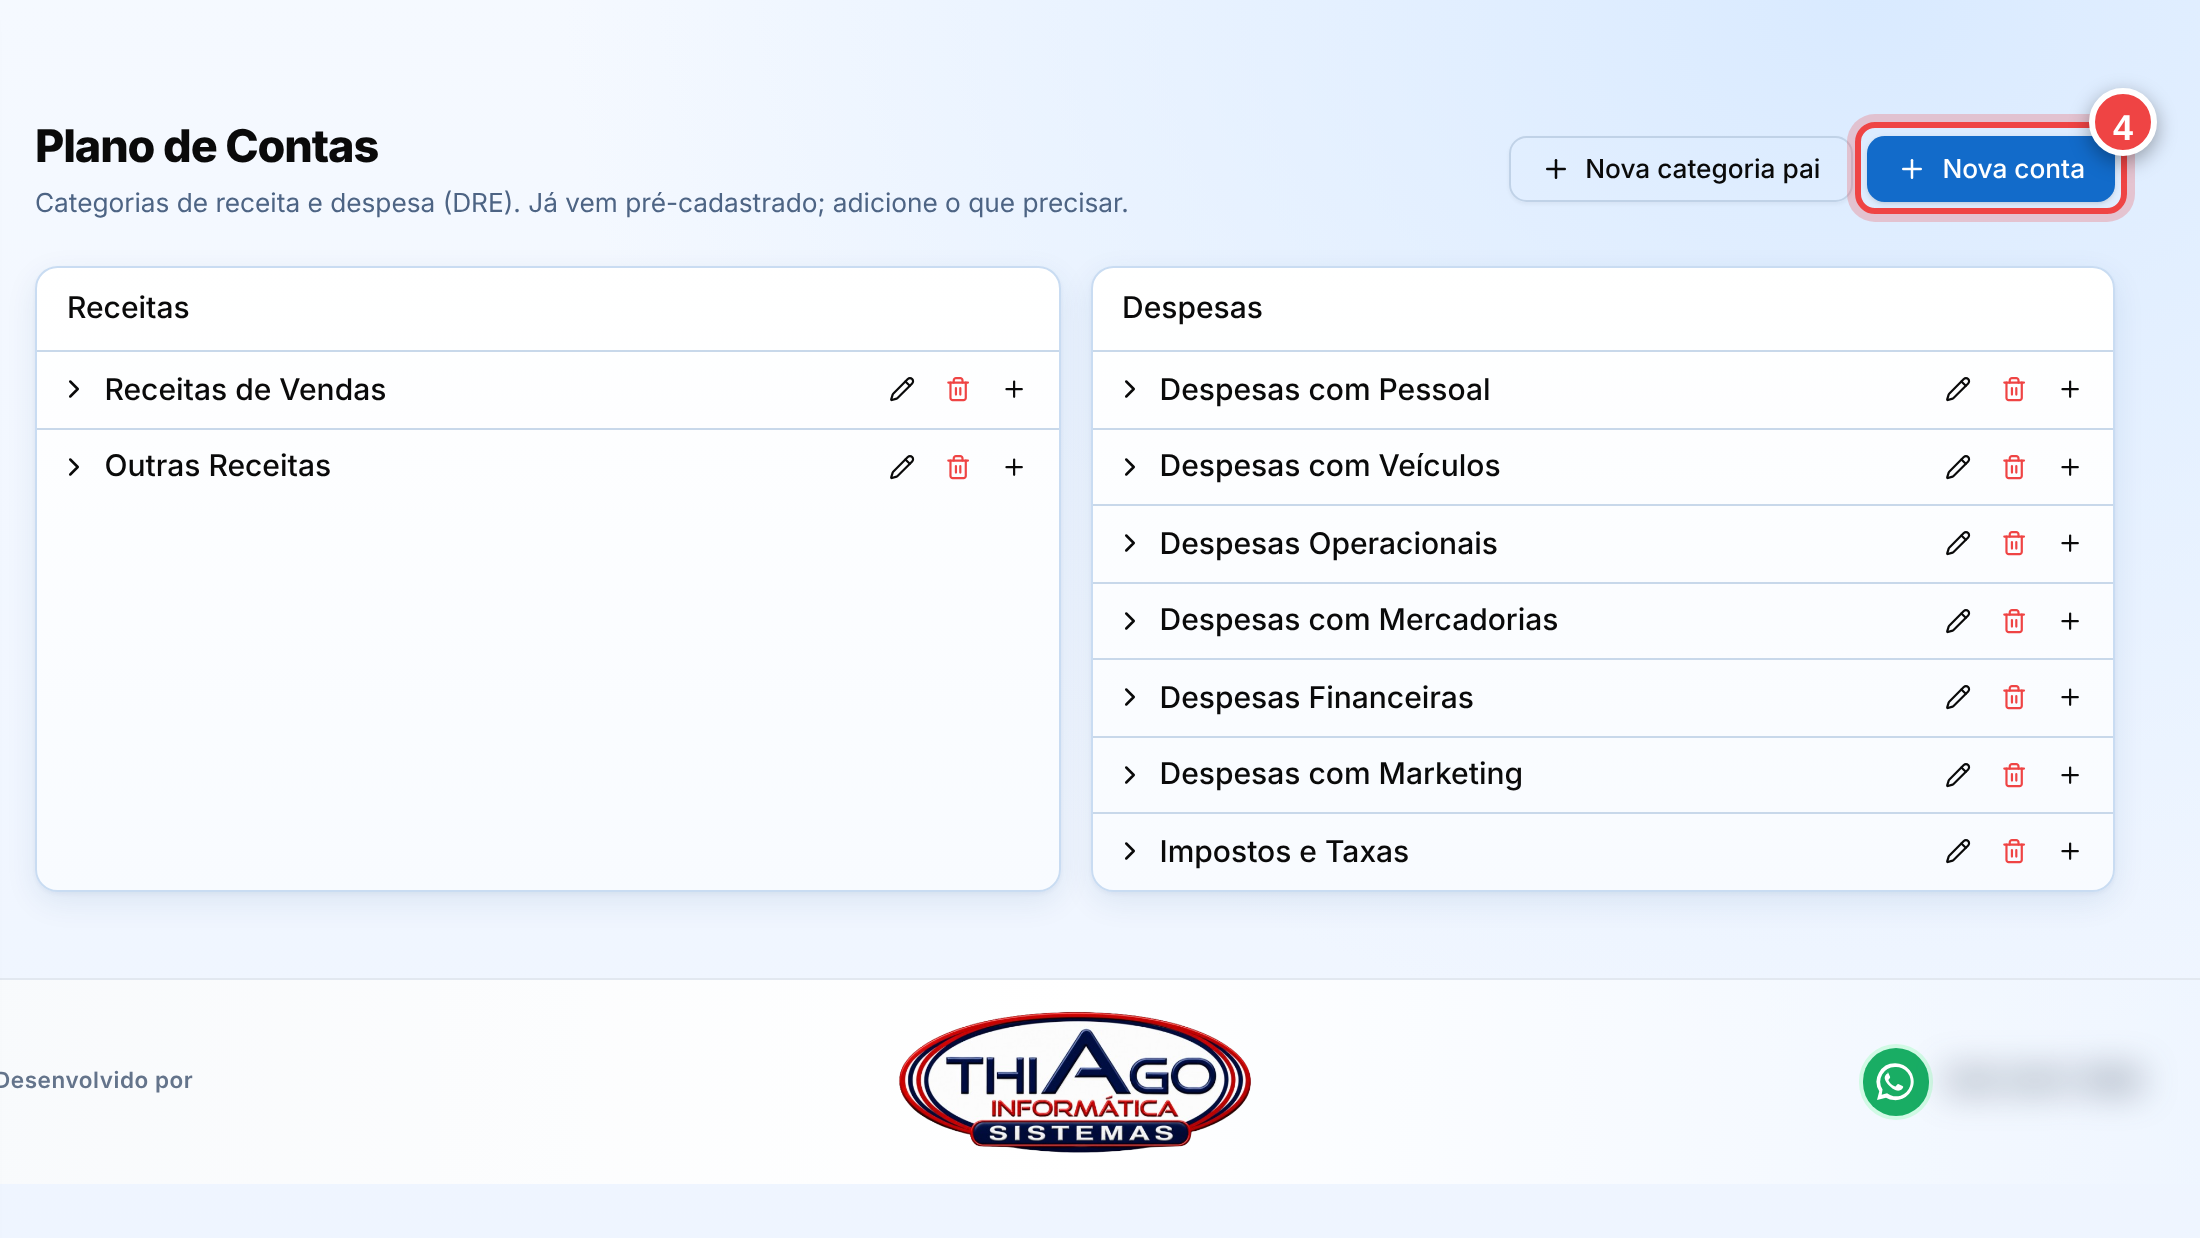 Plano de Contas
Categorias de receita e despesa (DRE). Já vem pré-cadastrado; adicione o que precisar.
Nova categoria pai
Nova conta
4
Receitas
Receitas de Vendas
Outras Receitas
Despesas
Despesas com Pessoal
Despesas com Veículos
Despesas Operacionais
Despesas com Mercadorias
Despesas Financeiras
Despesas com Marketing
Impostos e Taxas
Desenvolvido por
THIAGO
INFORMÁTICA
SISTEMAS